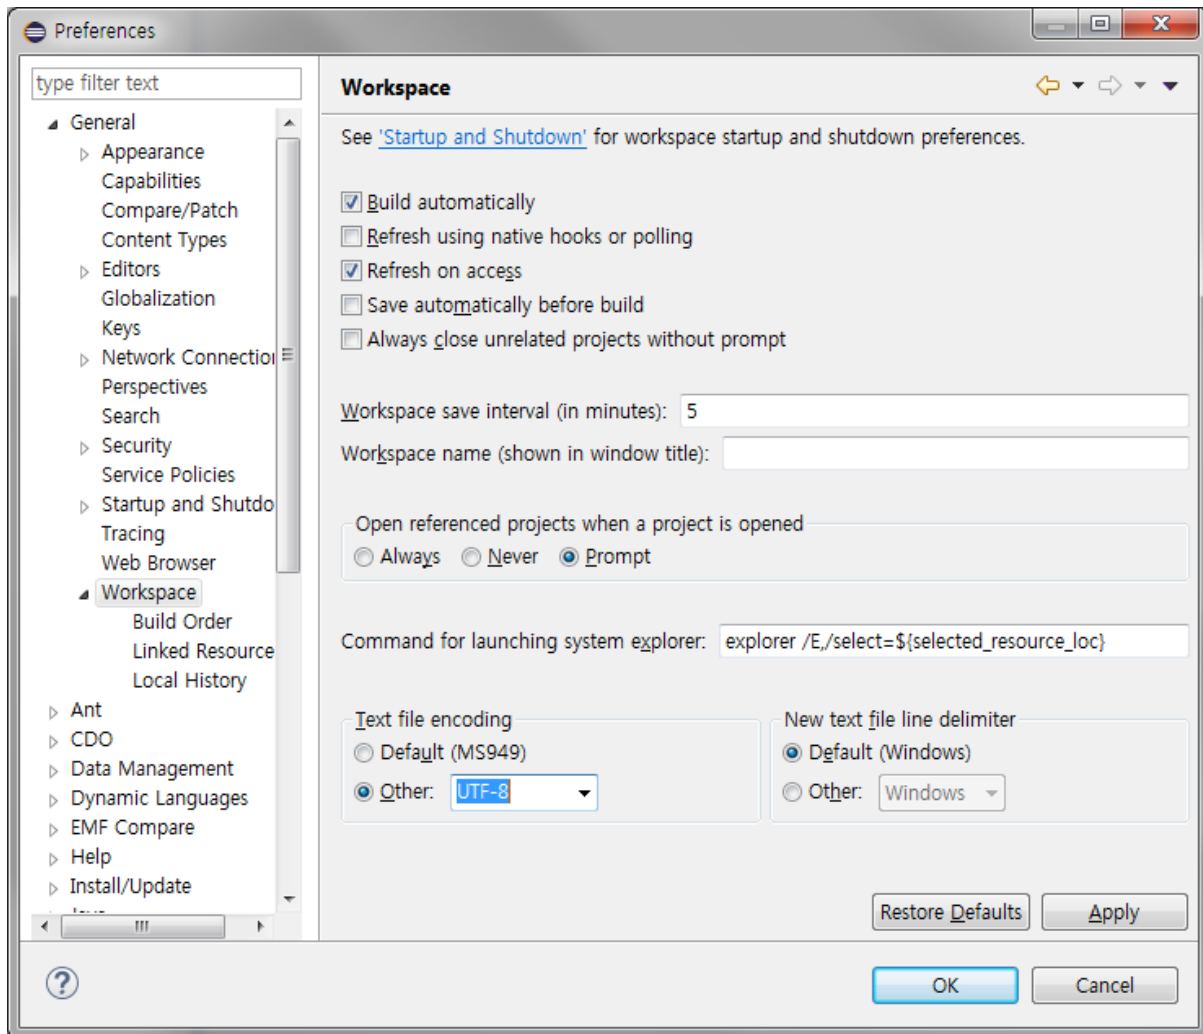 Preferences
type filter text
General
Appearance
Capabilities
Compare/Patch
Content Types
Editors
Globalization
Keys
Network Connection
Perspectives
Search
Security
Service Policies
Startup and Shutdo
Tracing
Web Browser
Workspace
Build Order
Linked Resource
Local History
Ant
CDO
Data Management
Dynamic Languages
EMF Compare
Help
Install/Update
Workspace
See 'Startup and Shutdown' for workspace startup and shutdown preferences.
Build automatically
Refresh using native hooks or polling
Refresh on access
Save automatically before build
Always close unrelated projects without prompt
Workspace save interval (in minutes): 5
Workspace name (shown in window title):
Open referenced projects when a project is opened
Always Never Prompt
Command for launching system explorer: explorer /E,/select=${selected_resource_loc}
Text file encoding
Default (MS949)
Other: UTF-8
New text file line delimiter
Default (Windows)
Other: Windows
Restore Defaults Apply
OK Cancel